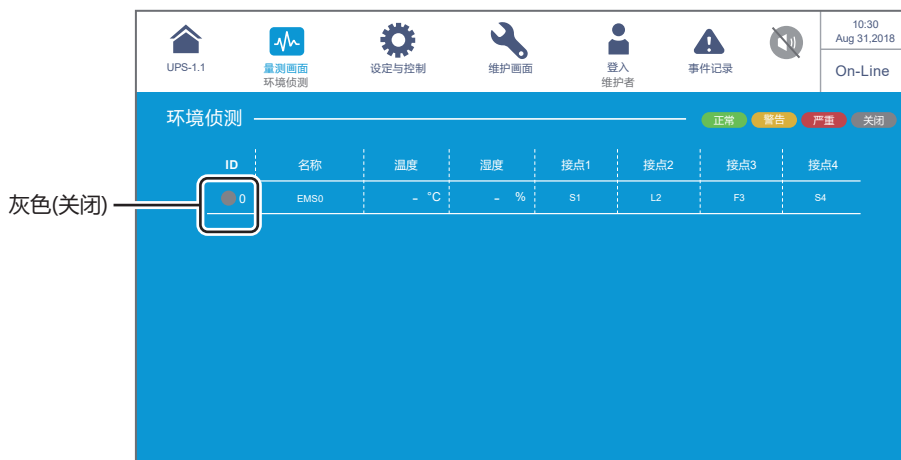 10:30
Aug 31,2018
On-Line
UPS-1.1
量测画面
环境侦测
设定与控制
维护画面
登入
维护者
事件记录
环境侦测
正常 警告 严重 关闭
ID 名称 温度 湿度 接点1 接点2 接点3 接点4
0 EMS0 - °C - % S1 L2 F3 S4
灰色(关闭)